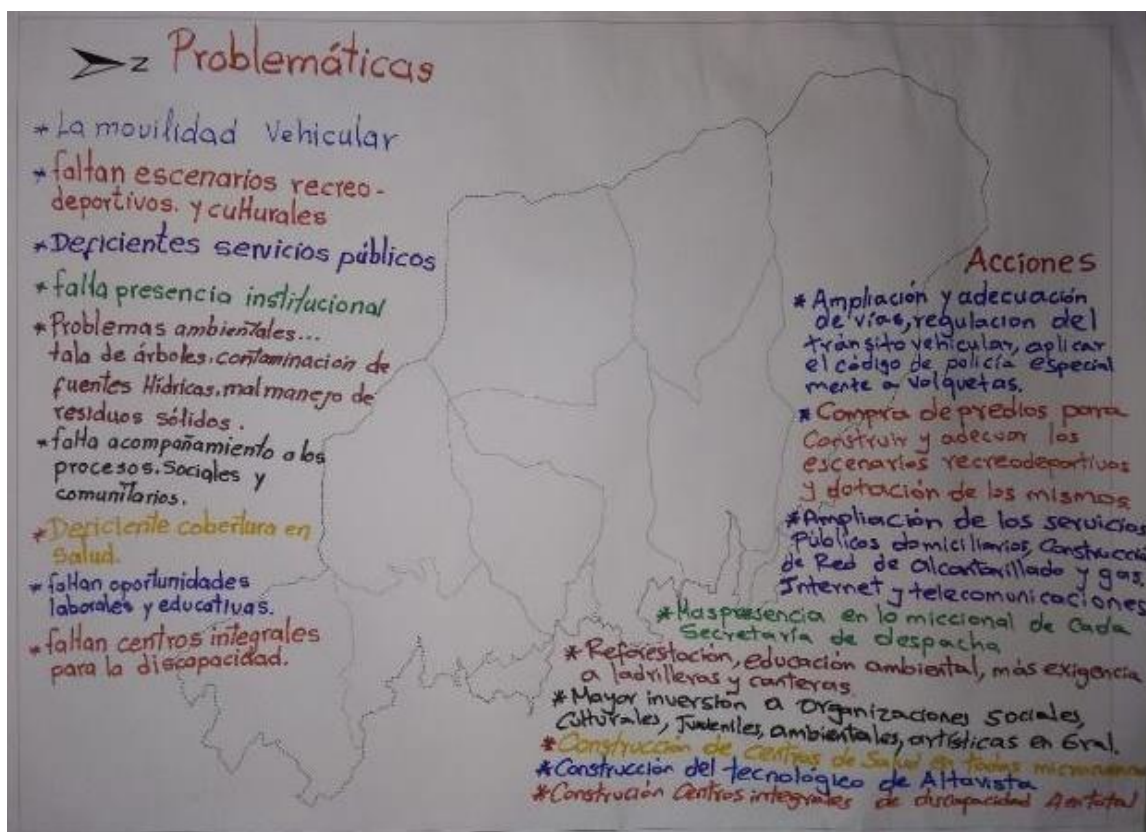 z Problemáticas
* La movilidad vehicular
* faltan escenarios recreo-
deportivos. y culturales
* Deficientes servicios públicos
* falta presencia institucional
* Problemas ambientales...
tala de árboles, contaminación de
fuentes Hídricas, mal manejo de
residuos sólidos.
* falta acompañamiento a los
procesos. Sociales y
comunitarios.
* Deficiente cobertura en
Salud.
* faltan oportunidades
laborales y educativas.
* faltan centros integrales
para la discapacidad.
Acciones
* Ampliación y adecuación
de vías, regulacion del
tránsito vehicular, aplicar
el código de policía especial
mente a volquetas.
* Compra de predios para
Construir y adecuar los
escenarios recreodeportivos
y dotación de los mismos
* Ampliación de los servicios
Públicos domiciliarios, Construcció
de Red de alcantarillado y gas
Internet y telecomunicaciones
* Mas presencia en lo miccional de Cada
Secretaría de despacha
* Reforestación, educación ambiental, más exigencia
a ladrilleras y canteras.
* Mayor inversión a organizaciones sociales,
Culturales, Juveniles, ambientales, artísticas en Gral.
* Construcción de centros de Salud en todas
* Construcción del tecnológico de Altavista
* Construción Centros integrales de discapacidad